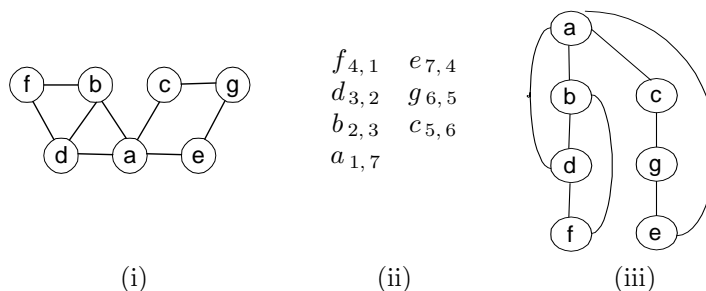 f b c g
d a e
(i)
f4,1 e7,4
d3,2 g6,5
b2,3 c5,6
a1,7
(ii)
a
b c
d g
f e
(iii)